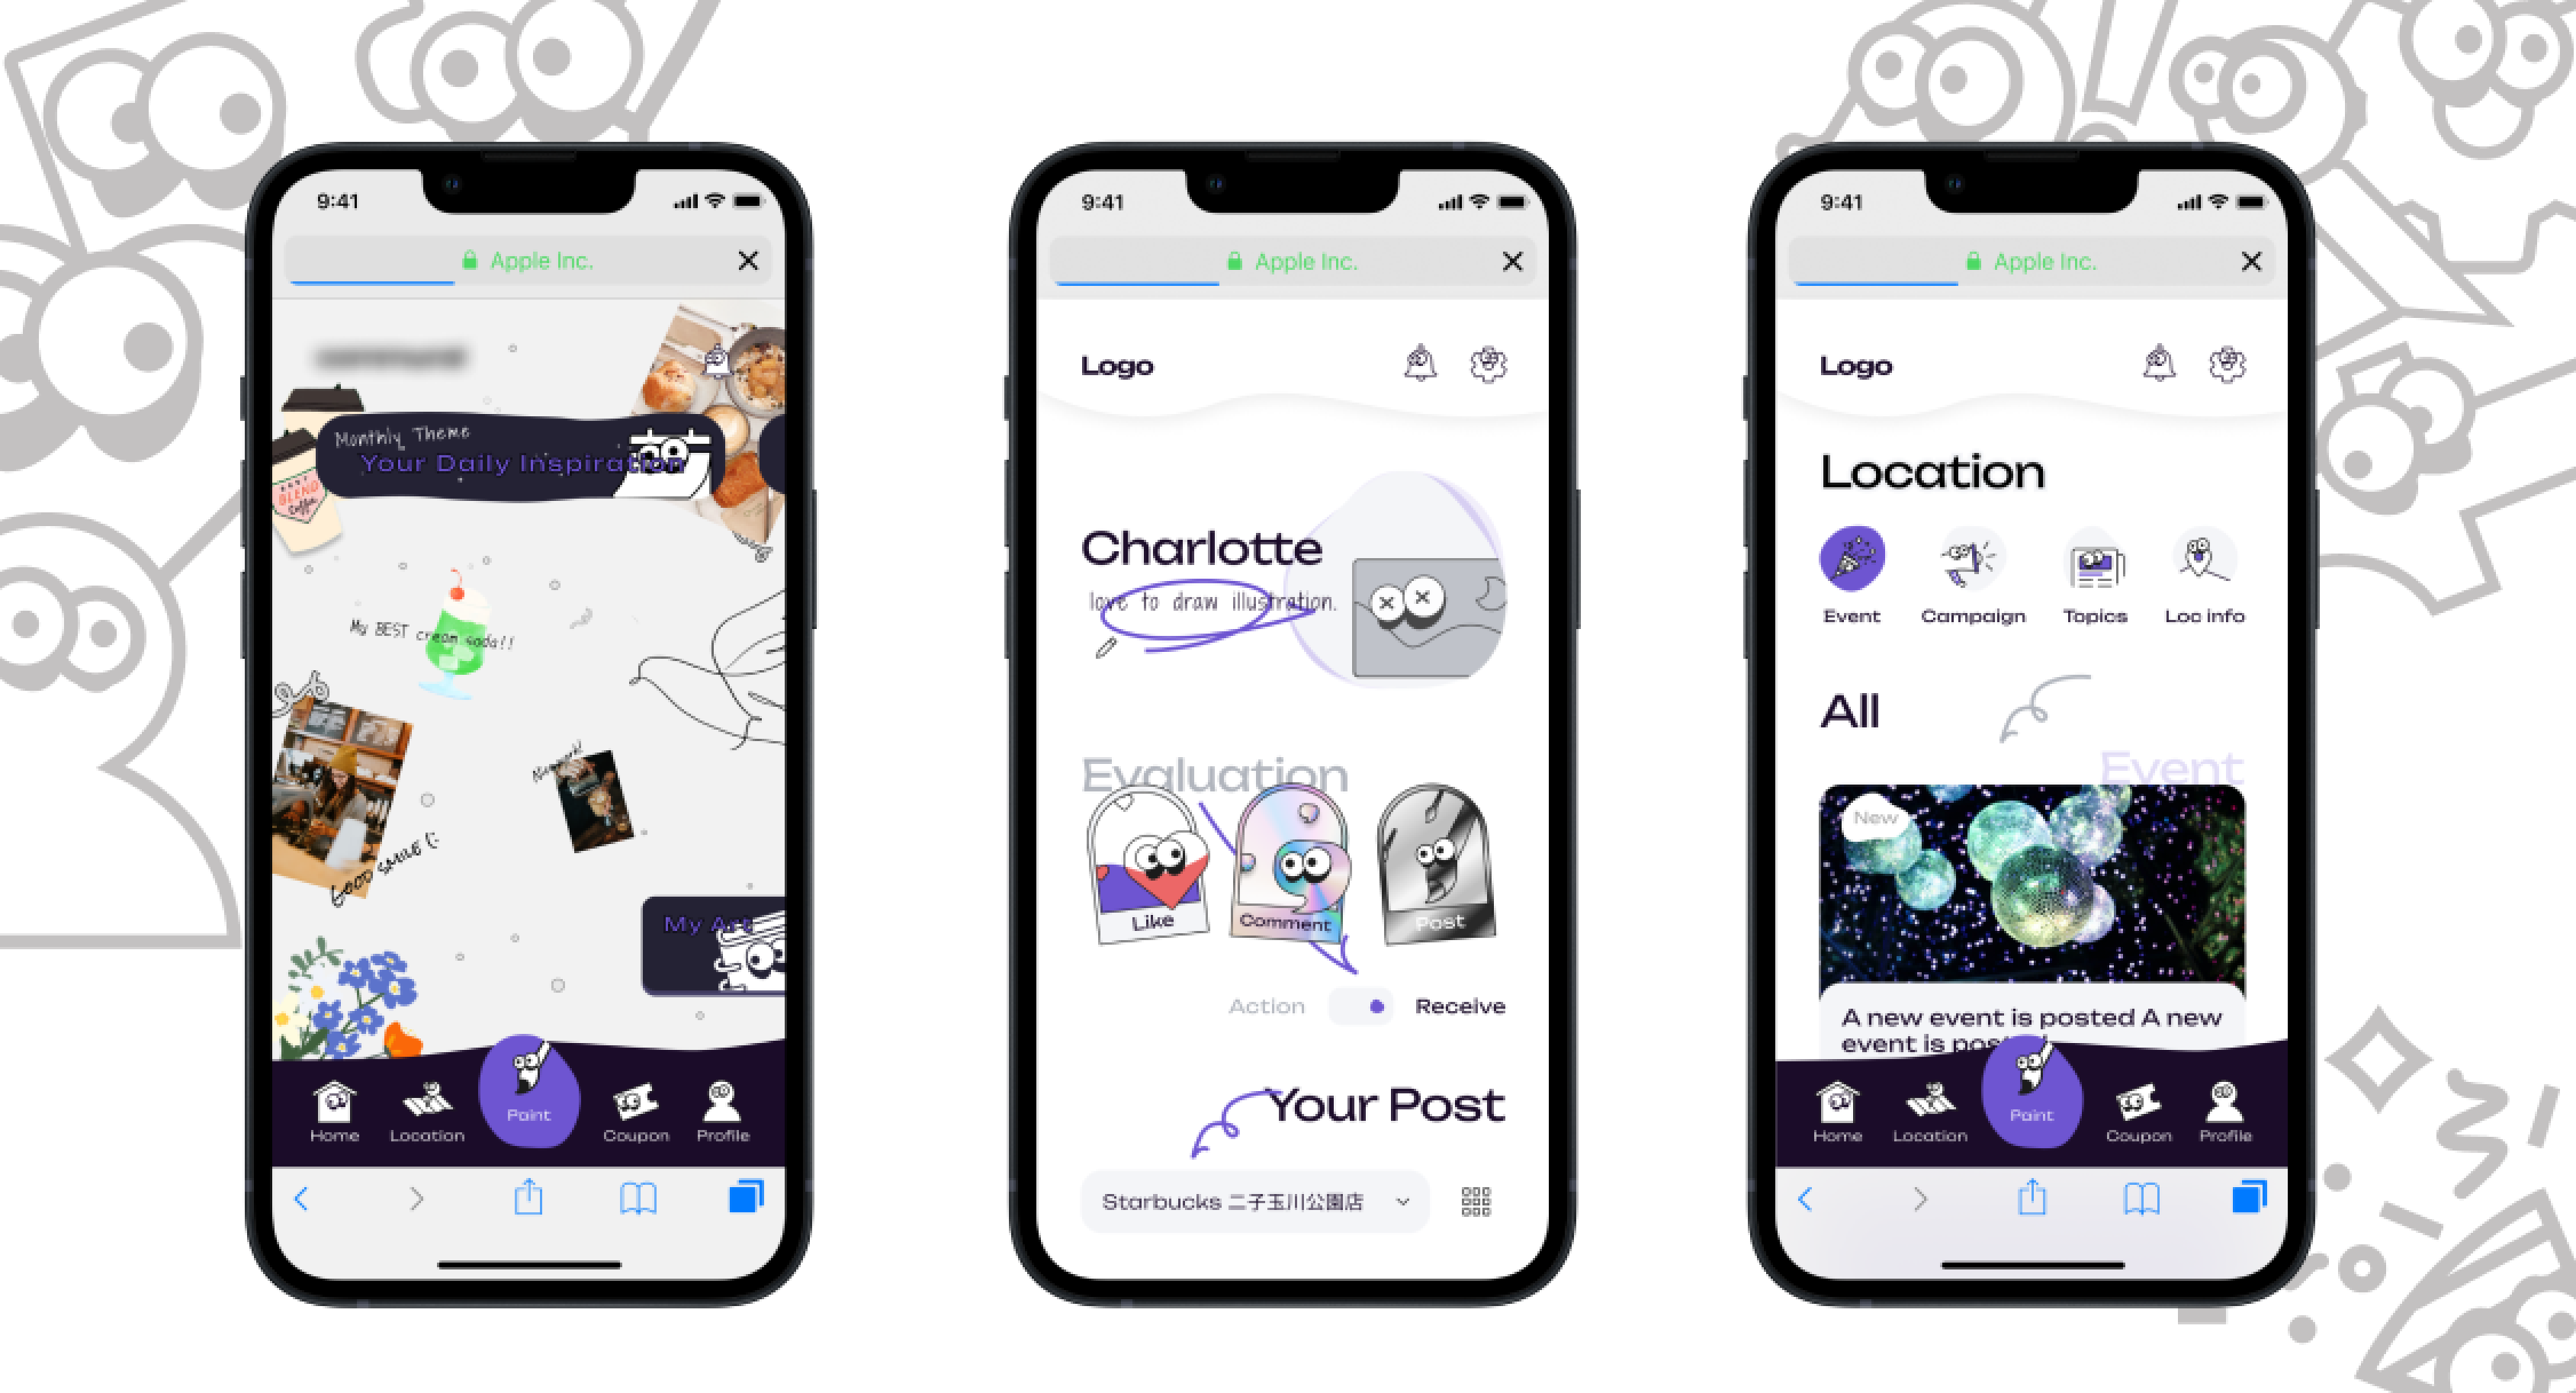 9:41
Apple Inc.
Monthly Theme
Your Daily Inspiration
BLEND
Coffee
My BEST cream soda!!
GOOD SMILE (:
My Art
Home
Location
Paint
Coupon
Profile
9:41
Apple Inc.
Logo
Charlotte
love to draw illustration.
Evaluation
Like
Comment
Post
Action
Receive
Your Post
Starbucks 二子玉川公園店
9:41
Apple Inc.
Logo
Location
Event
Campaign
Topics
Loc info
All
Event
New
A new event is posted A new
event is posted
Home
Location
Paint
Coupon
Profile